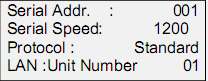 Serial Addr. : 001
Serial Speed: 1200
Protocol : Standard
LAN :Unit Number 01